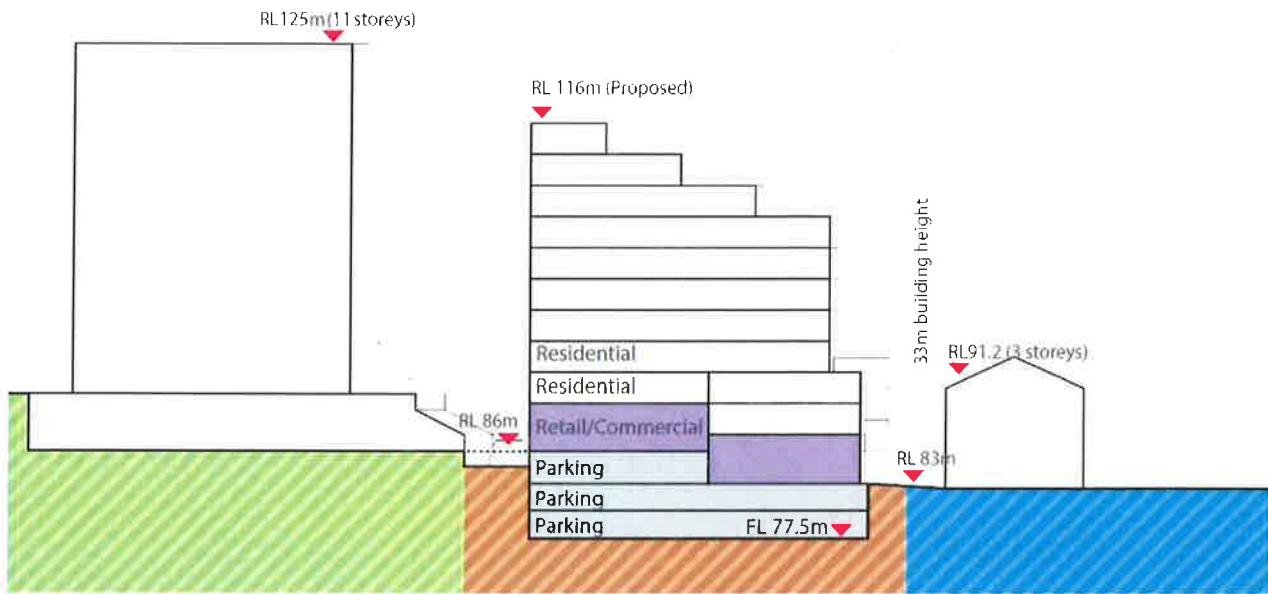 RL125m (11 storeys)
RL 116m (Proposed)
33m building height
Residential
RL91.2 (3 storeys)
Residential
RL 86m
Retail/Commercial
RL 83m
Parking
Parking
Parking
FL 77.5m